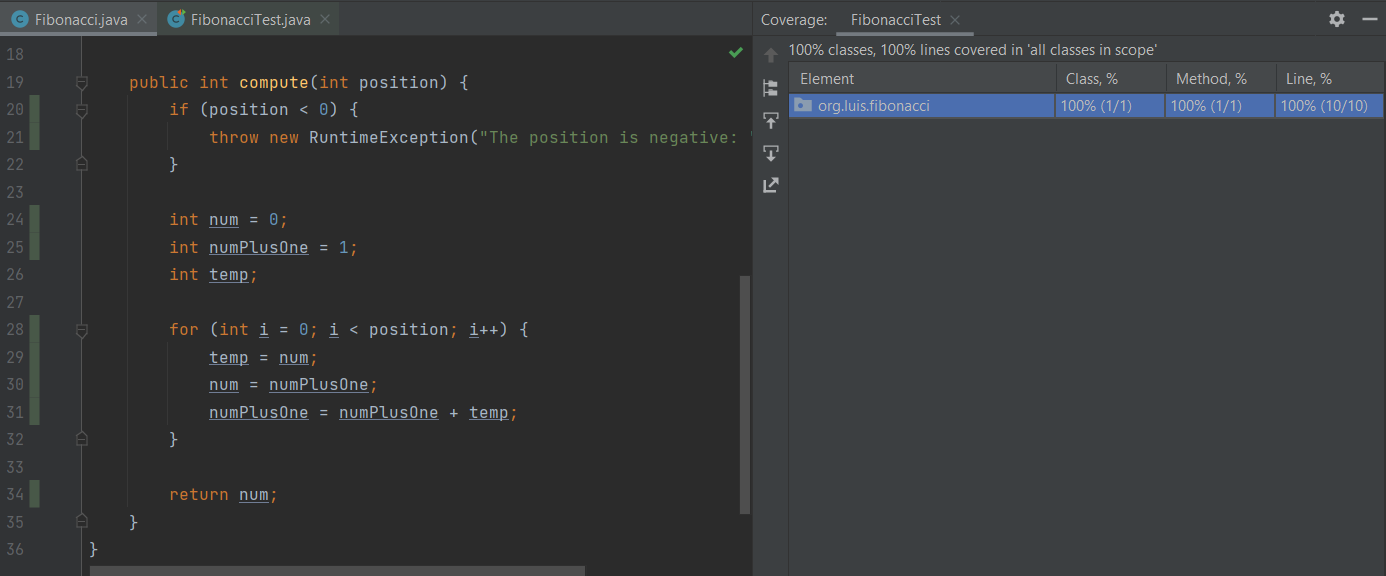 Fibonacci.java
FibonacciTest.java
18
19 public int compute(int position) {
20 if (position < 0) {
21 throw new RuntimeException("The position is negative: "
22 }
23
24 int num = 0;
25 int numPlusOne = 1;
26 int temp;
27
28 for (int i = 0; i < position; i++) {
29 temp = num;
30 num = numPlusOne;
31 numPlusOne = numPlusOne + temp;
32 }
33
34 return num;
35 }
36 }
Coverage: FibonacciTest
100% classes, 100% lines covered in 'all classes in scope'
Element Class, % Method, % Line, %
org.luis.fibonacci 100% (1/1) 100% (1/1) 100% (10/10)